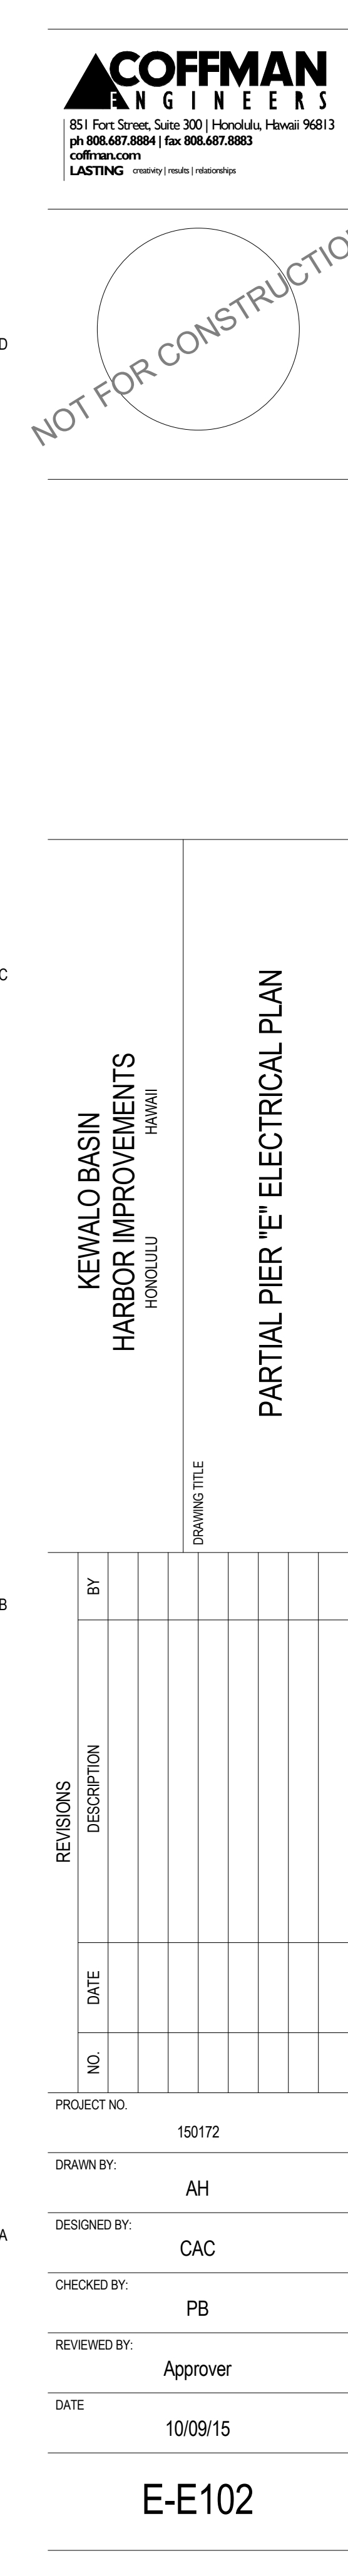 COFFMAN
ENGINEERS
851 Fort Street, Suite 300 | Honolulu, Hawaii 96813
ph 808.687.8884 | fax 808.687.8883
coffman.com
LASTING creativity | results | relationships
NOT FOR CONSTRUCTIO
D
C
KEWALO BASIN
HARBOR IMPROVEMENTS
HONOLULU HAWAII
DRAWING TITLE
PARTIAL PIER "E" ELECTRICAL PLAN
B
REVISIONS
NO. DATE DESCRIPTION BY
PROJECT NO.
150172
DRAWN BY:
AH
A
DESIGNED BY:
CAC
CHECKED BY:
PB
REVIEWED BY:
Approver
DATE
10/09/15
E-E102